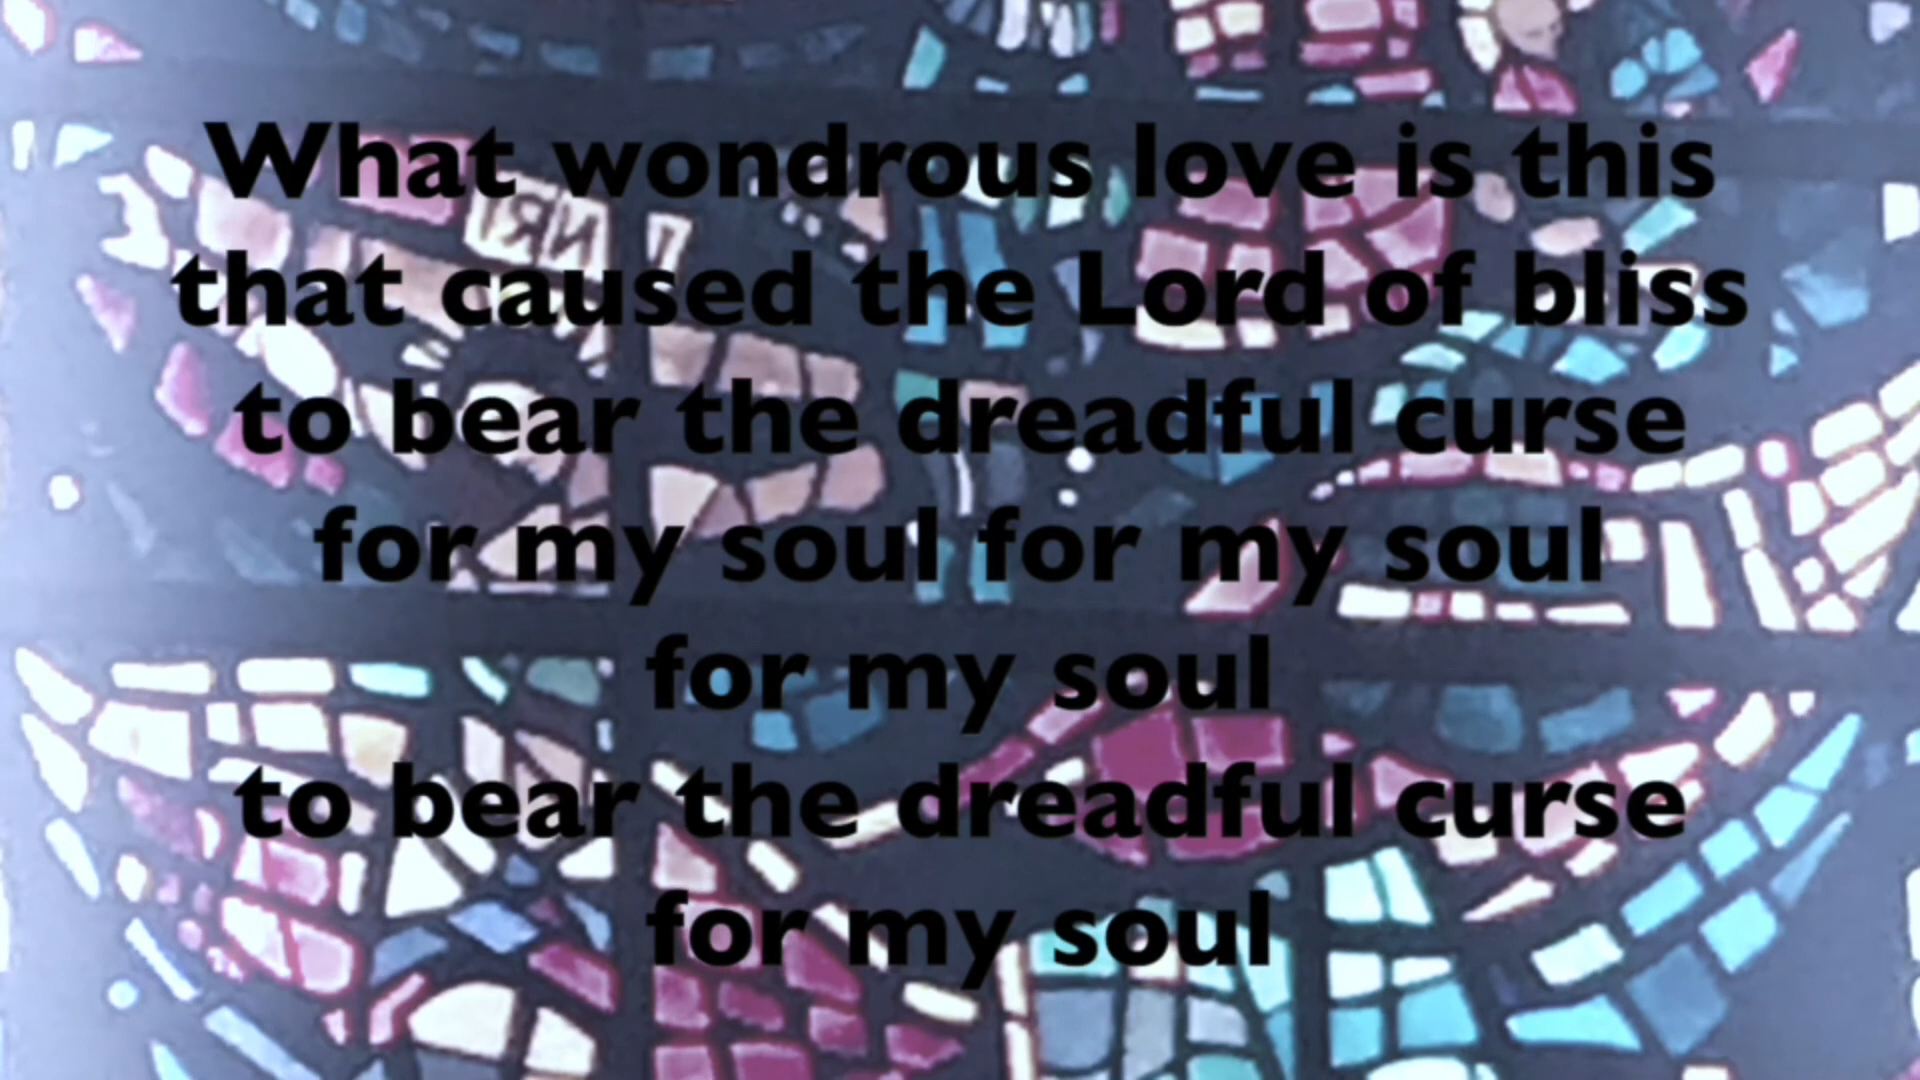 What wondrous love is this
that caused the Lord of bliss
to bear the dreadful curse
for my soul for my soul
for my soul
to bear the dreadful curse
for my soul